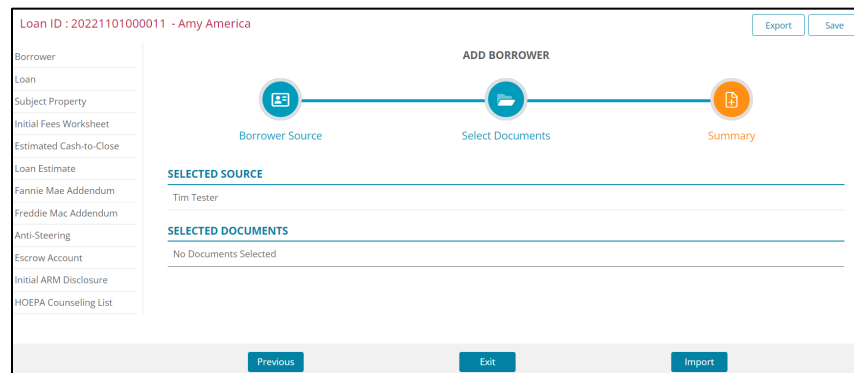 Loan ID : 20221101000011 - Amy America
Export
Save
Borrower
Loan
Subject Property
Initial Fees Worksheet
Estimated Cash-to-Close
Loan Estimate
Fannie Mae Addendum
Freddie Mac Addendum
Anti-Steering
Escrow Account
Initial ARM Disclosure
HOEPA Counseling List
ADD BORROWER
Borrower Source
Select Documents
Summary
SELECTED SOURCE
Tim Tester
SELECTED DOCUMENTS
No Documents Selected
Previous
Exit
Import